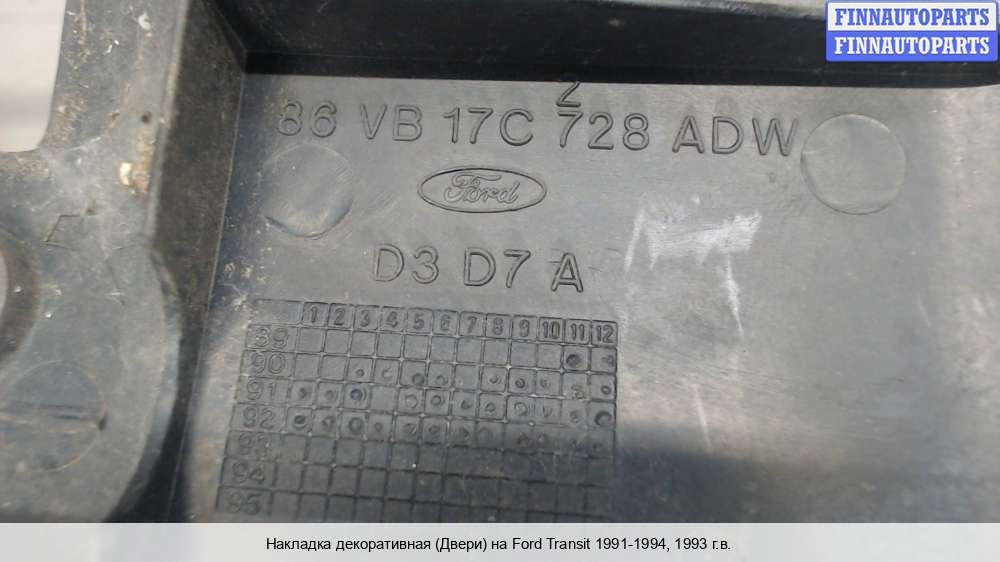 FINNAUTOPARTS
FINNAUTOPARTS
2
86 VB 17C 728 ADW
Ford
D3 D7 A
1 2 3 4 5 6 7 8 9 10 11 12
89
90
91
92
93
94
95
Накладка декоративная (Двери) на Ford Transit 1991-1994, 1993 г.в.